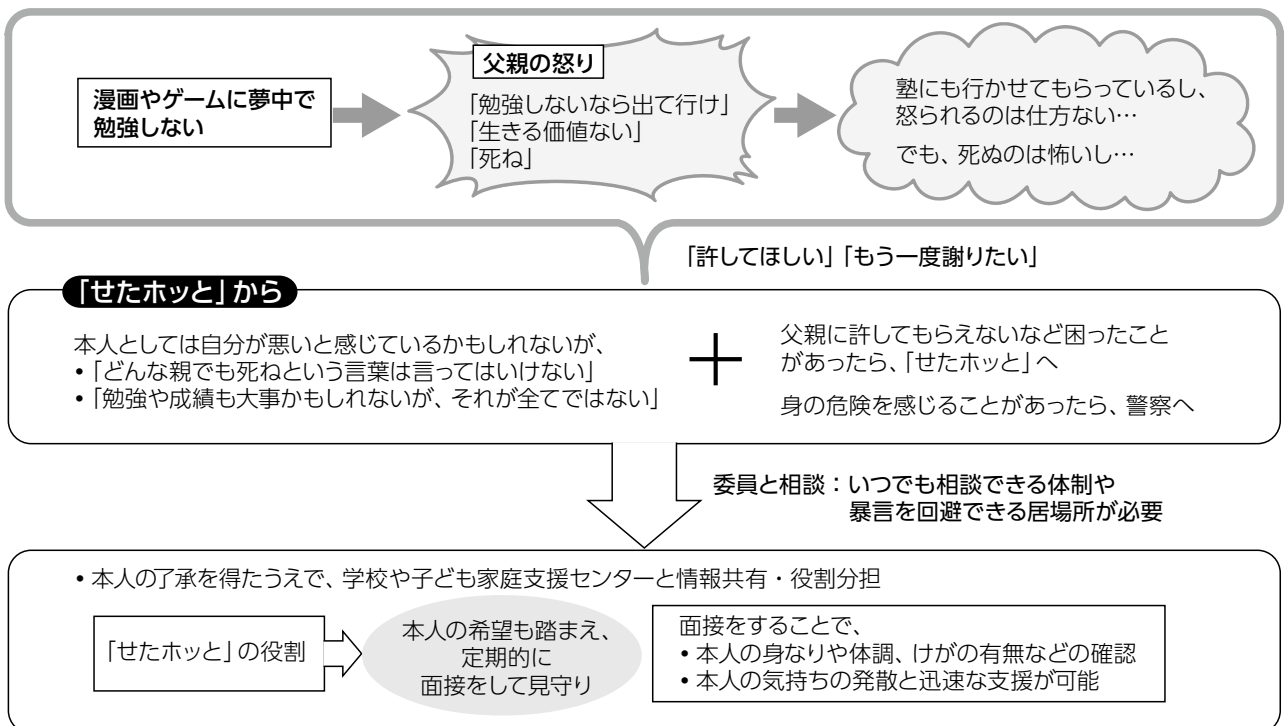 漫画やゲームに夢中で
勉強しない
父親の怒り
「勉強しないなら出て行け」
「生きる価値ない」
「死ね」
塾にも行かせてもらっているし、
怒られるのは仕方ない…
でも、死ぬのは怖いし…
「許してほしい」「もう一度謝りたい」
「せたホッと」から
本人としては自分が悪いと感じているかもしれないが、
•「どんな親でも死ねという言葉は言ってはいけない」
•「勉強や成績も大事かもしれないが、それが全てではない」
父親に許してもらえないなど困ったこと
があったら、「せたホッと」へ
身の危険を感じることがあったら、警察へ
委員と相談：いつでも相談できる体制や
暴言を回避できる居場所が必要
•本人の了承を得たうえで、学校や子ども家庭支援センターと情報共有・役割分担
「せたホッと」の役割
本人の希望も踏まえ、
定期的に
面接をして見守り
面接をすることで、
•本人の身なりや体調、けがの有無などの確認
•本人の気持ちの発散と迅速な支援が可能